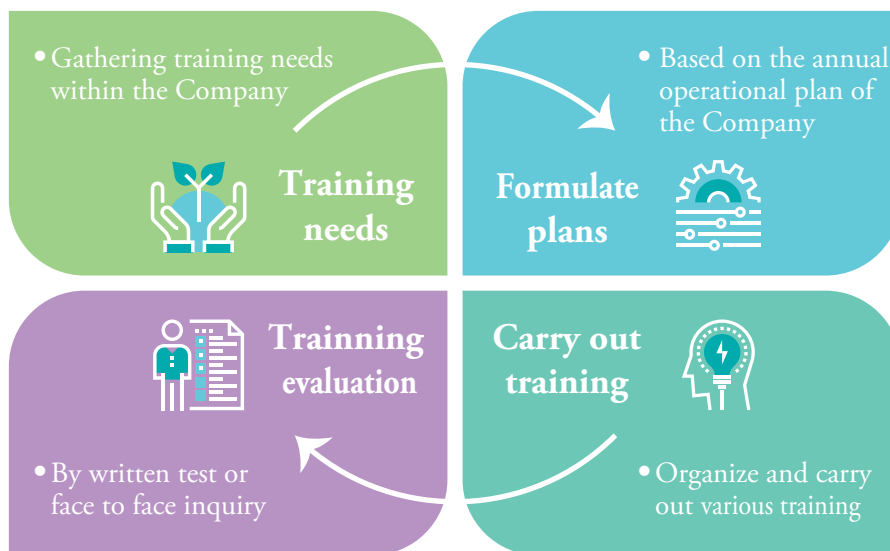 • Gathering training needs
within the Company
Training
needs
• Based on the annual
operational plan of
the Company
Formulate
plans
Trainning
evaluation
• By written test or
face to face inquiry
Carry out
training
• Organize and carry
out various training